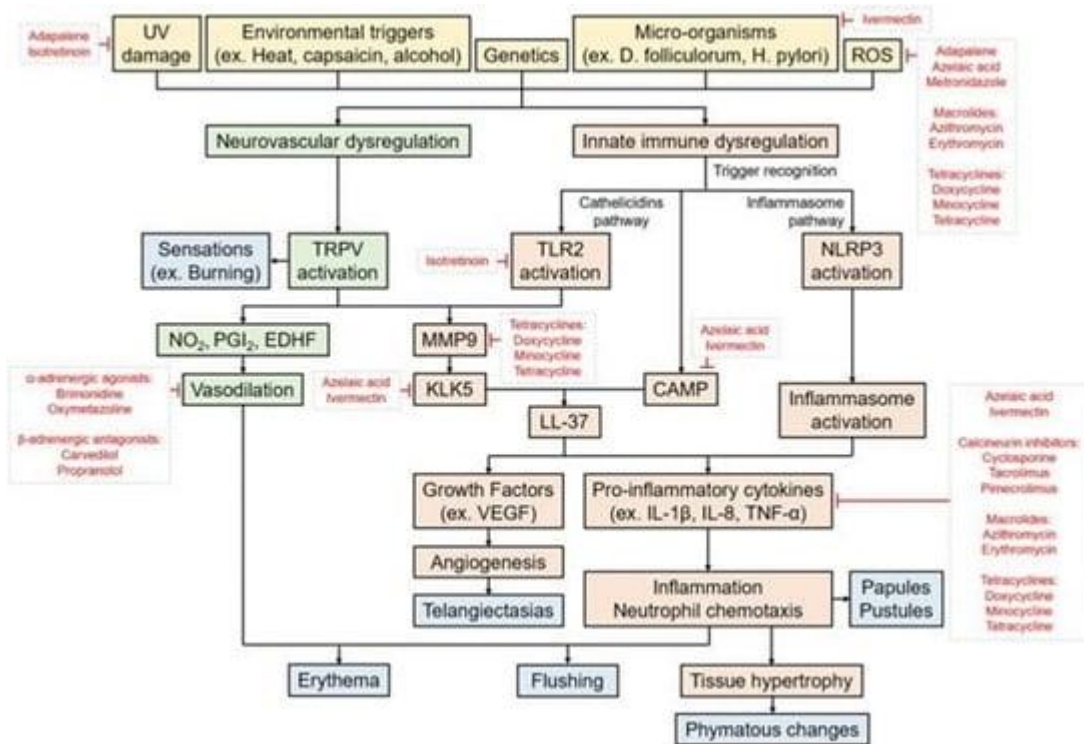 Adapalene
Isotretinoin
UV
damage
Environmental triggers
(ex. Heat, capsaicin, alcohol)
Genetics
Micro-organisms
(ex. D. folliculorum, H. pylori)
ROS
Ivermectin
Adapalene
Azelaic acid
Metronidazole
Macrolides:
Azithromycin
Erythromycin
Tetracyclines:
Doxycycline
Minocycline
Tetracycline
Neurovascular dysregulation
Innate immune dysregulation
Trigger recognition
Cathelicidins
pathway
Inflammasome
pathway
Sensations
(ex. Burning)
TRPV
activation
Isotretinoin
TLR2
activation
NLRP3
activation
NO₂, PGI₂, EDHF
MMP9
Tetracyclines:
Doxycycline
Minocycline
Tetracycline
Azelaic acid
Ivermectin
α-adrenergic agonists:
Brimonidine
Oxymetazoline
β-adrenergic antagonists:
Carvedilol
Propranolol
Vasodilation
Azelaic acid
Ivermectin
KLK5
CAMP
LL-37
Inflammasome
activation
Azelaic acid
Ivermectin
Calcineurin inhibitors:
Cyclosporine
Tacrolimus
Pimecrolimus
Macrolides:
Azithromycin
Erythromycin
Tetracyclines:
Doxycycline
Minocycline
Tetracycline
Growth Factors
(ex. VEGF)
Pro-inflammatory cytokines
(ex. IL-1β, IL-8, TNF-α)
Angiogenesis
Telangiectasias
Inflammation
Neutrophil chemotaxis
Papules
Pustules
Erythema
Flushing
Tissue hypertrophy
Phymatous changes